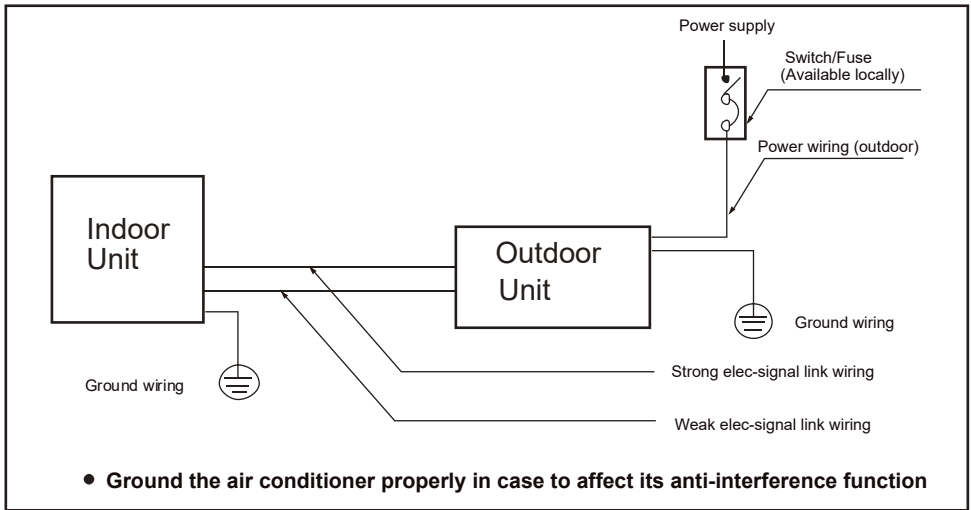 Power supply
Switch/Fuse
(Available locally)
Power wiring (outdoor)
Indoor
Unit
Outdoor
Unit
Ground wiring
Ground wiring
Strong elec-signal link wiring
Weak elec-signal link wiring
• Ground the air conditioner properly in case to affect its anti-interference function